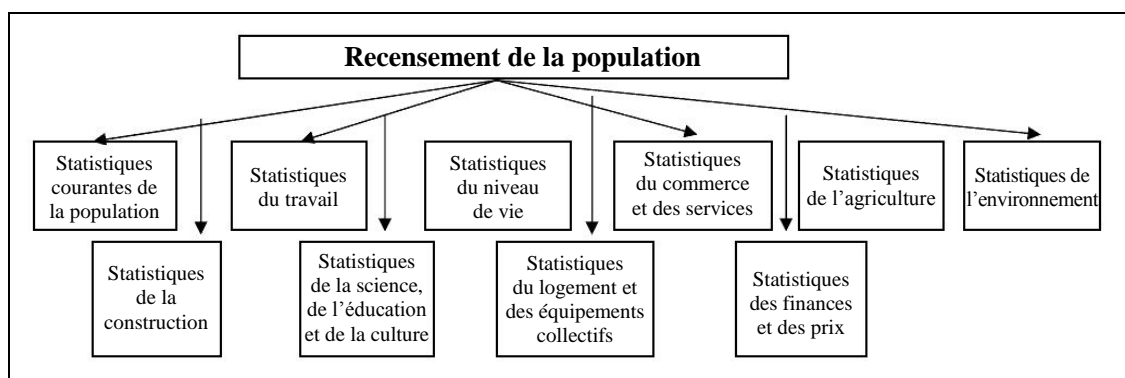 Recensement de la population
Statistiques
courantes de
la population
Statistiques
du travail
Statistiques
du niveau
de vie
Statistiques
du commerce
et des services
Statistiques
de l’agriculture
Statistiques de
l’environnement
Statistiques
de la
construction
Statistiques
de la science,
de l’éducation
et de la culture
Statistiques
du logement et
des équipements
collectifs
Statistiques
des finances
et des prix